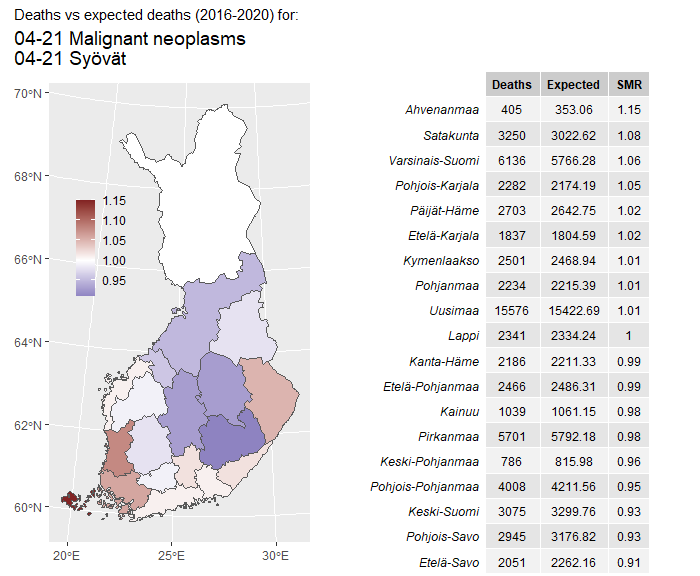 Deaths vs expected deaths (2016-2020) for:
04-21 Malignant neoplasms
04-21 Syövät
70°N
68°N
66°N
64°N
62°N
60°N
1.15
1.10
1.05
1.00
0.95
20°E
25°E
30°E
Deaths Expected SMR
Ahvenanmaa 405 353.06 1.15
Satakunta 3250 3022.62 1.08
Varsinais-Suomi 6136 5766.28 1.06
Pohjois-Karjala 2282 2174.19 1.05
Päijät-Häme 2703 2642.75 1.02
Etelä-Karjala 1837 1804.59 1.02
Kymenlaakso 2501 2468.94 1.01
Pohjanmaa 2234 2215.39 1.01
Uusimaa 15576 15422.69 1.01
Lappi 2341 2334.24 1
Kanta-Häme 2186 2211.33 0.99
Etelä-Pohjanmaa 2466 2486.31 0.99
Kainuu 1039 1061.15 0.98
Pirkanmaa 5701 5792.18 0.98
Keski-Pohjanmaa 786 815.98 0.96
Pohjois-Pohjanmaa 4008 4211.56 0.95
Keski-Suomi 3075 3299.76 0.93
Pohjois-Savo 2945 3176.82 0.93
Etelä-Savo 2051 2262.16 0.91